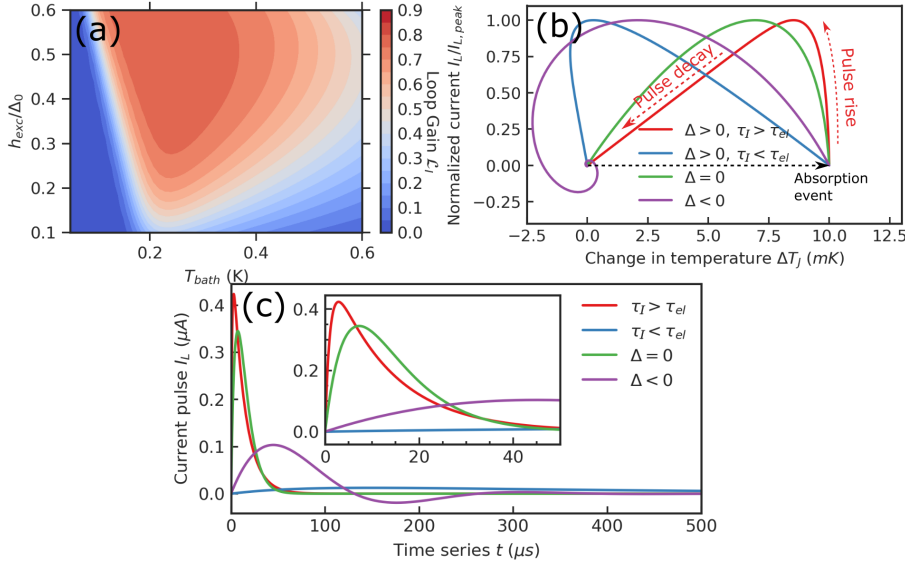 (a)
h_exc/Δ_0
0.6
0.5
0.4
0.3
0.2
0.1
0.2
0.4
0.6
T_bath (K)
0.9
0.8
0.7
0.6
0.5
0.4
0.3
0.2
0.1
0.0
Loop Gain ℒ_I
(b)
Normalized current I_L/I_L,peak
1.00
0.75
0.50
0.25
0.00
−0.25
Pulse decay
Pulse rise
Δ > 0, τ_I > τ_el
Δ > 0, τ_I < τ_el
Δ = 0
Δ < 0
Absorption
event
−2.5
0.0
2.5
5.0
7.5
10.0
12.5
Change in temperature ΔT_J (mK)
(c)
Current pulse I_L (μA)
0.4
0.3
0.2
0.1
0.0
0.4
0.2
0.0
0
20
40
τ_I > τ_el
τ_I < τ_el
Δ = 0
Δ < 0
0
100
200
300
400
500
Time series t (μs)